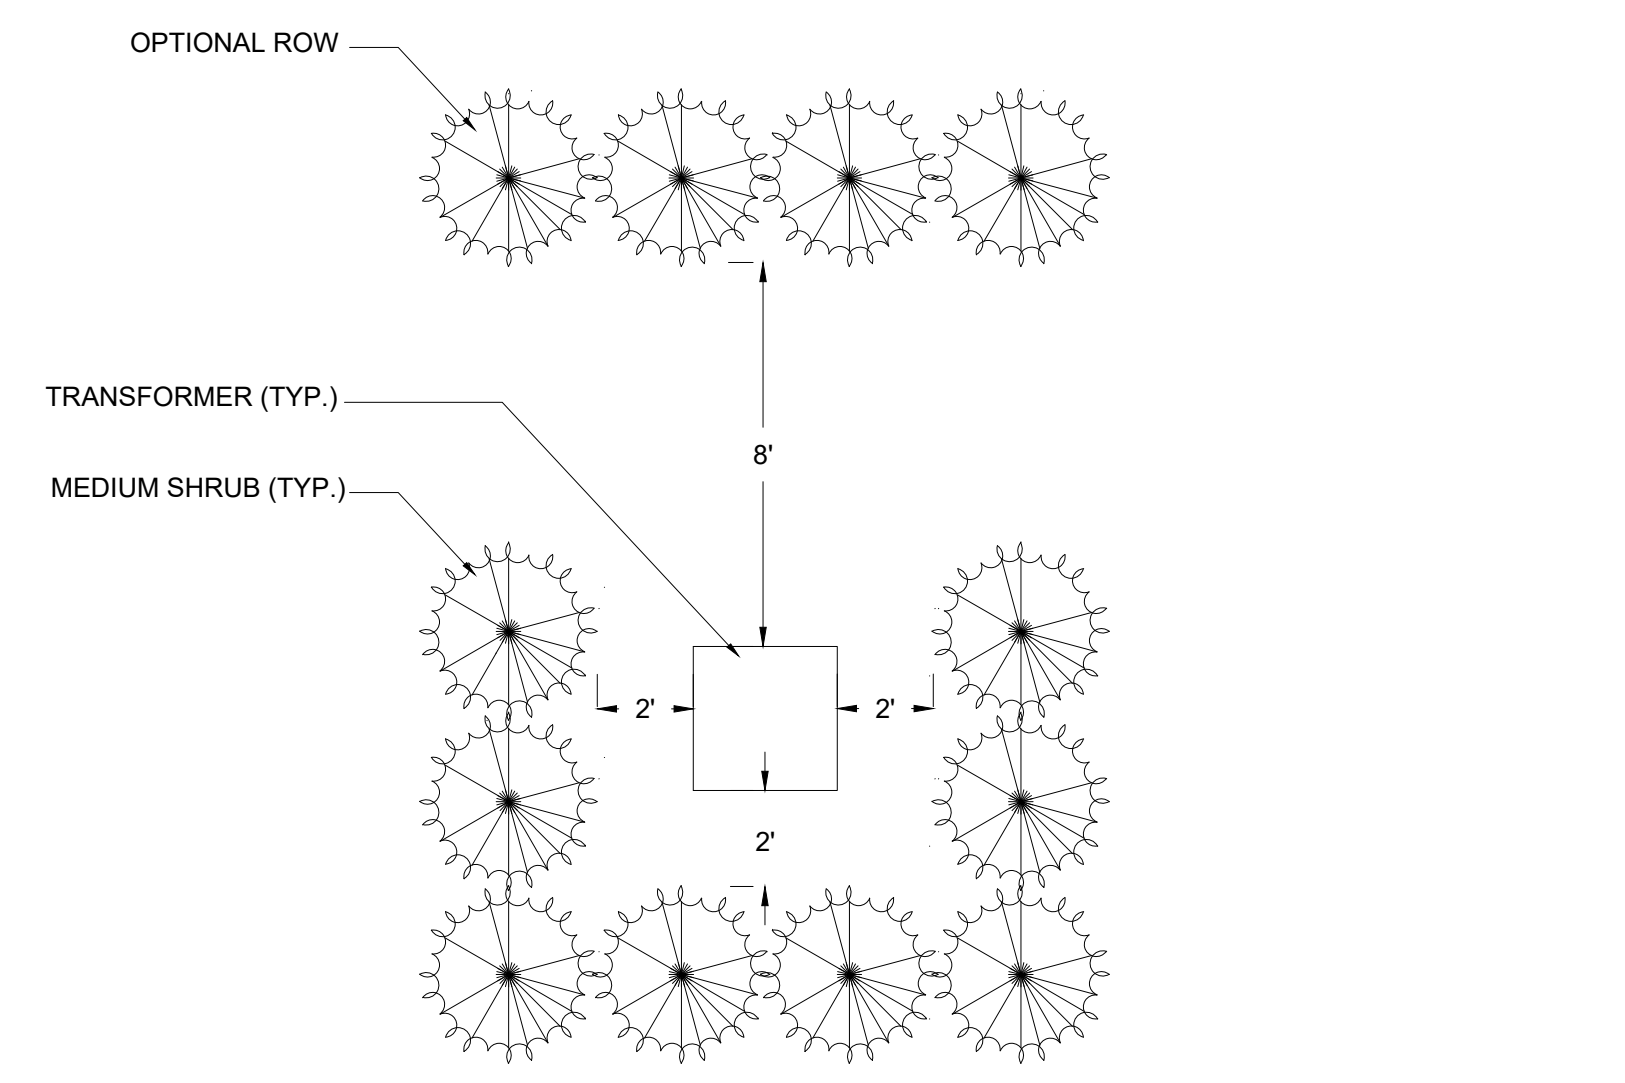 OPTIONAL ROW
TRANSFORMER (TYP.)
8'
MEDIUM SHRUB (TYP.)
2'
2'
2'